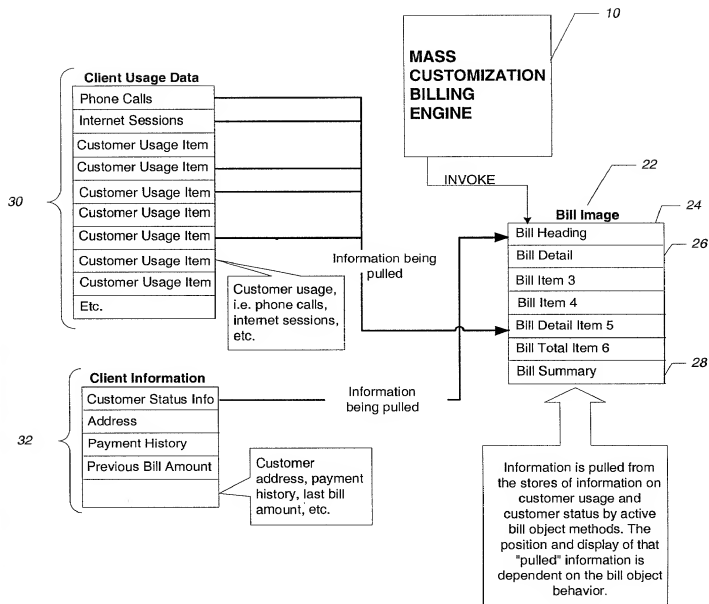 10
MASS
CUSTOMIZATION
BILLING
ENGINE
INVOKE
Client Usage Data
Phone Calls
Internet Sessions
Customer Usage Item
Customer Usage Item
Customer Usage Item
Customer Usage Item
Customer Usage Item
Customer Usage Item
Customer Usage Item
Etc.
30
Customer usage,
i.e. phone calls,
internet sessions,
etc.
Information being
pulled
22
Bill Image
24
Bill Heading
26
Bill Detail
Bill Item 3
Bill Item 4
Bill Detail Item 5
Bill Total Item 6
Bill Summary
28
Client Information
Customer Status Info
Address
Payment History
Previous Bill Amount
32
Information
being pulled
Customer
address, payment
history, last bill
amount, etc.
Information is pulled from
the stores of information on
customer usage and
customer status by active
bill object methods. The
position and display of that
"pulled" information is
dependent on the bill object
behavior.